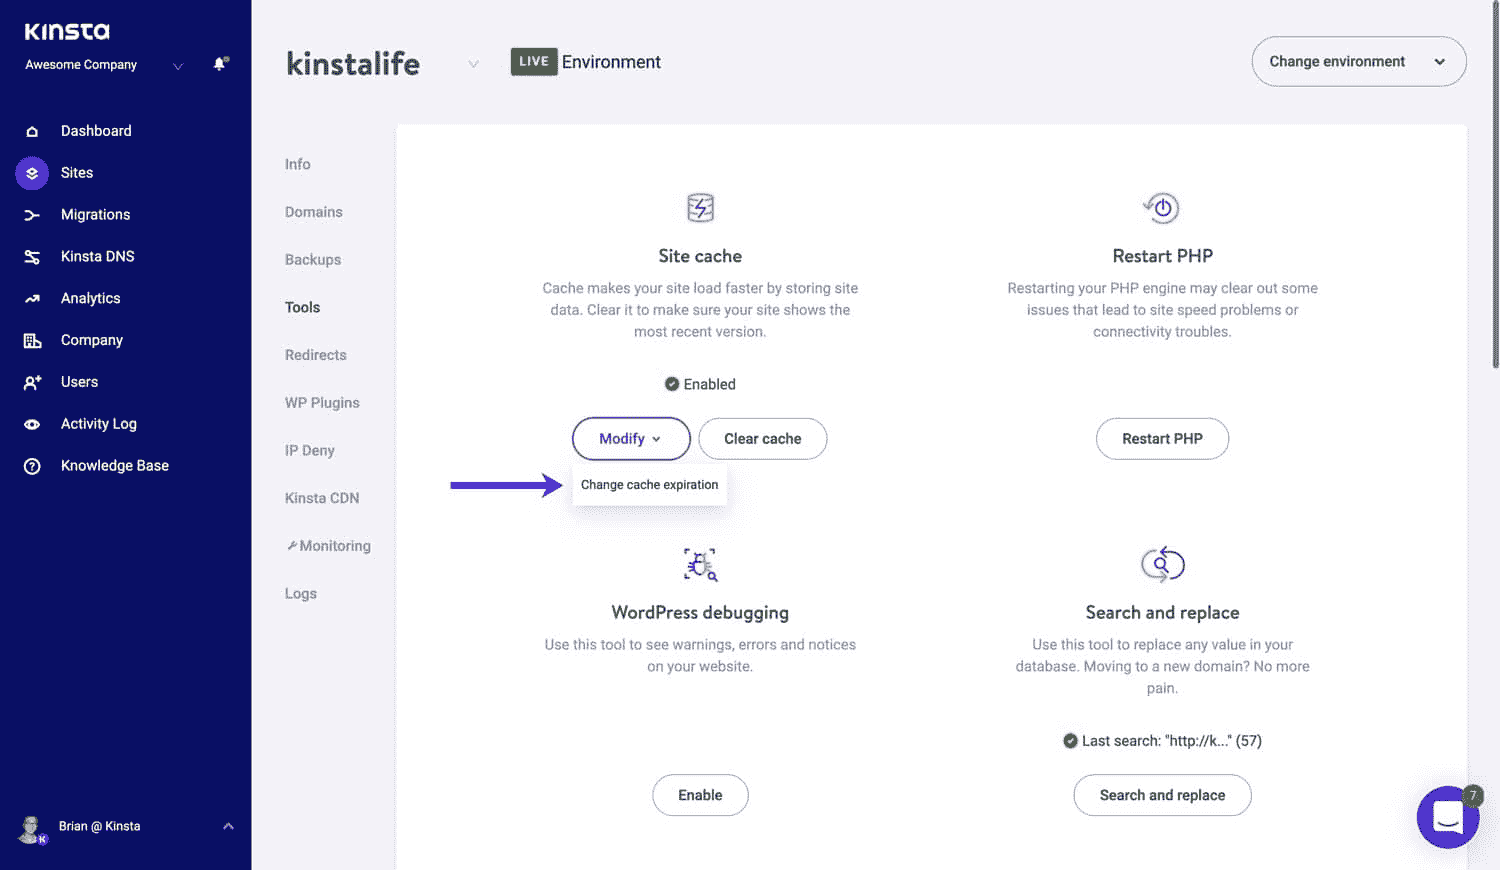 Kinsta
Awesome Company
Dashboard
Sites
Migrations
Kinsta DNS
Analytics
Company
Users
Activity Log
Knowledge Base
Brian @ Kinsta
K
kinstalife
LIVE Environment
Change environment
Info
Domains
Backups
Tools
Redirects
WP Plugins
IP Deny
Kinsta CDN
Monitoring
Logs
Site cache
Cache makes your site load faster by storing site
data. Clear it to make sure your site shows the
most recent version.
Enabled
Modify
Clear cache
Change cache expiration
Restart PHP
Restarting your PHP engine may clear out some
issues that lead to site speed problems or
connectivity troubles.
Restart PHP
WordPress debugging
Use this tool to see warnings, errors and notices
on your website.
Enable
Search and replace
Use this tool to replace any value in your
database. Moving to a new domain? No more
pain.
Last search: "http://k..." (57)
Search and replace
7